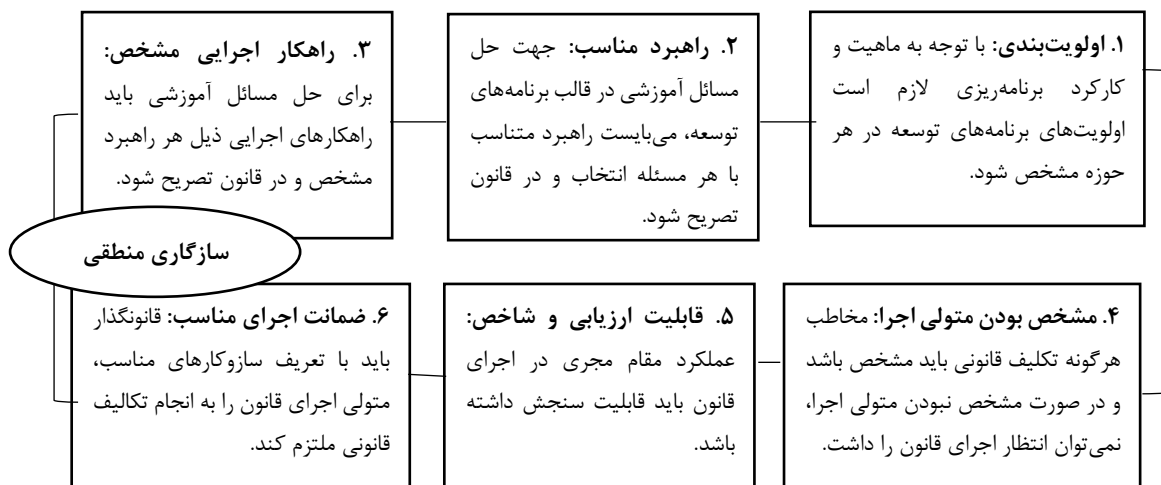 ۱. اولویت‌بندی: با توجه به ماهیت و
کارکرد برنامه‌ریزی لازم است
اولویت‌های برنامه‌های توسعه در هر
حوزه مشخص شود.
۲. راهبرد مناسب: جهت حل
مسائل آموزشی در قالب برنامه‌های
توسعه، می‌بایست راهبرد متناسب
با هر مسئله انتخاب و در قانون
تصریح شود.
۳. راهکار اجرایی مشخص:
برای حل مسائل آموزشی باید
راهکارهای اجرایی ذیل هر راهبرد
مشخص و در قانون تصریح شود.
سازگاری منطقی
۴. مشخص بودن متولی اجرا: مخاطب
هرگونه تکلیف قانونی باید مشخص باشد
و در صورت مشخص نبودن متولی اجرا،
نمی‌توان انتظار اجرای قانون را داشت.
۵. قابلیت ارزیابی و شاخص:
عملکرد مقام مجری در اجرای
قانون باید قابلیت سنجش داشته
باشد.
۶. ضمانت اجرای مناسب: قانونگذار
باید با تعریف سازوکارهای مناسب،
متولی اجرای قانون را به انجام تکالیف
قانونی ملتزم کند.